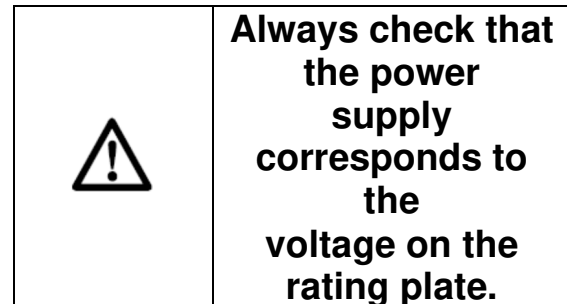 Always check that
the power
supply
corresponds to
the
voltage on the
rating plate.